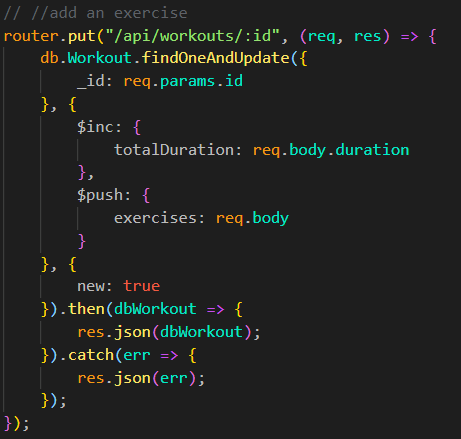 // //add an exercise
router.put("/api/workouts/:id", (req, res) => {
    db.Workout.findOneAndUpdate({
        _id: req.params.id
    }, {
        $inc: {
            totalDuration: req.body.duration
        },
        $push: {
            exercises: req.body
        }
    }, {
        new: true
    }).then(dbWorkout => {
        res.json(dbWorkout);
    }).catch(err => {
        res.json(err);
    });
});